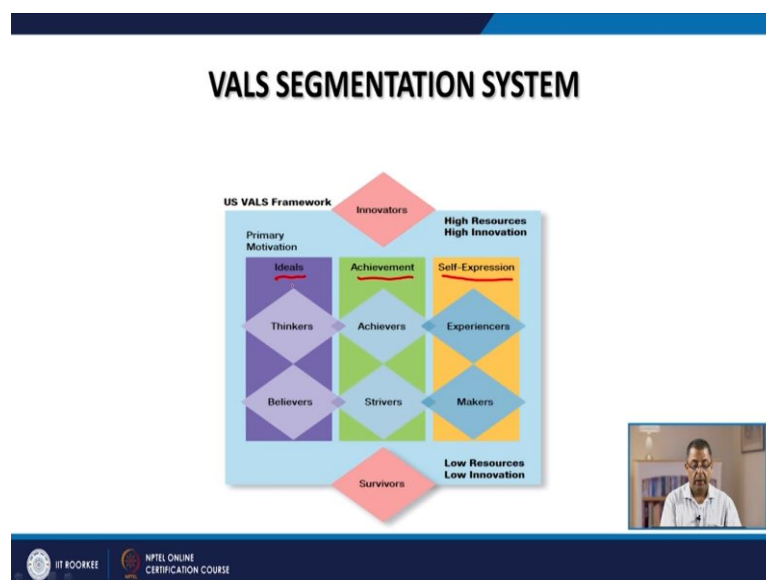 VALS SEGMENTATION SYSTEM
US VALS Framework
Innovators
High Resources
High Innovation
Primary
Motivation
Ideals
Achievement
Self-Expression
Thinkers
Achievers
Experiencers
Believers
Strivers
Makers
Low Resources
Low Innovation
Survivors
IIT ROORKEE
NPTEL ONLINE
CERTIFICATION COURSE